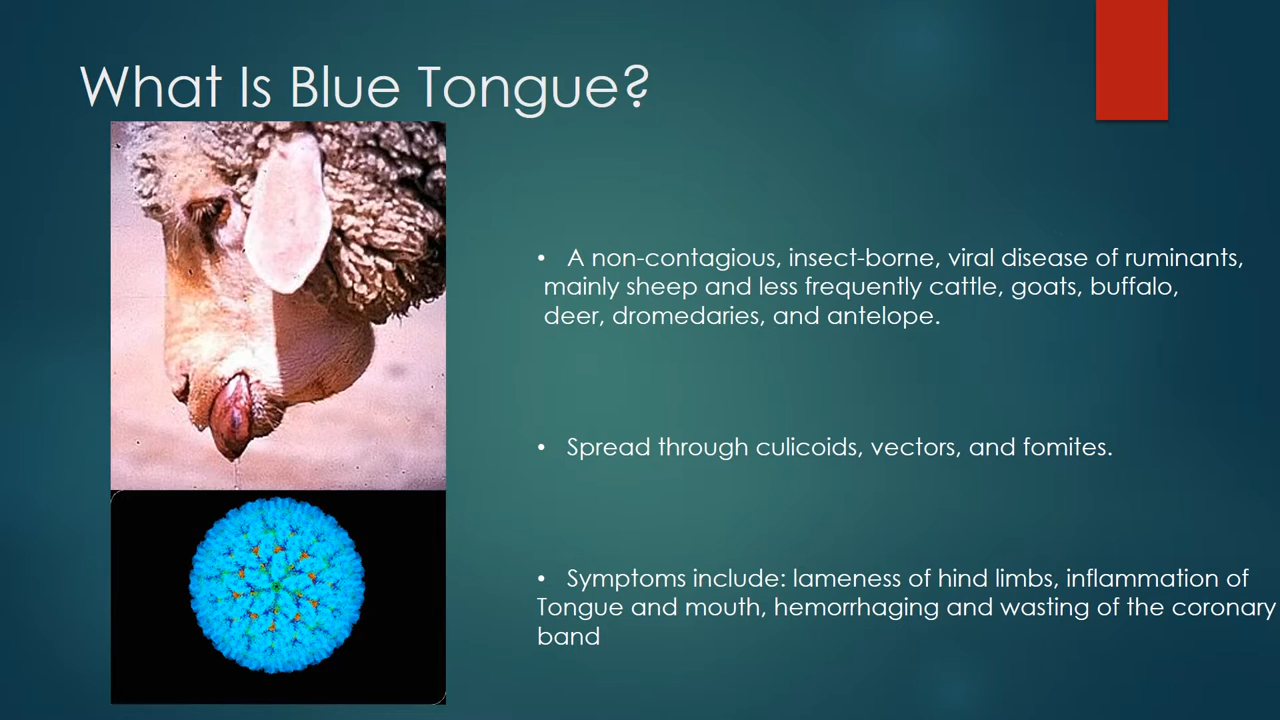 What Is Blue Tongue?
• A non-contagious, insect-borne, viral disease of ruminants,
mainly sheep and less frequently cattle, goats, buffalo,
deer, dromedaries, and antelope.
• Spread through culicoids, vectors, and fomites.
• Symptoms include: lameness of hind limbs, inflammation of
Tongue and mouth, hemorrhaging and wasting of the coronary
band